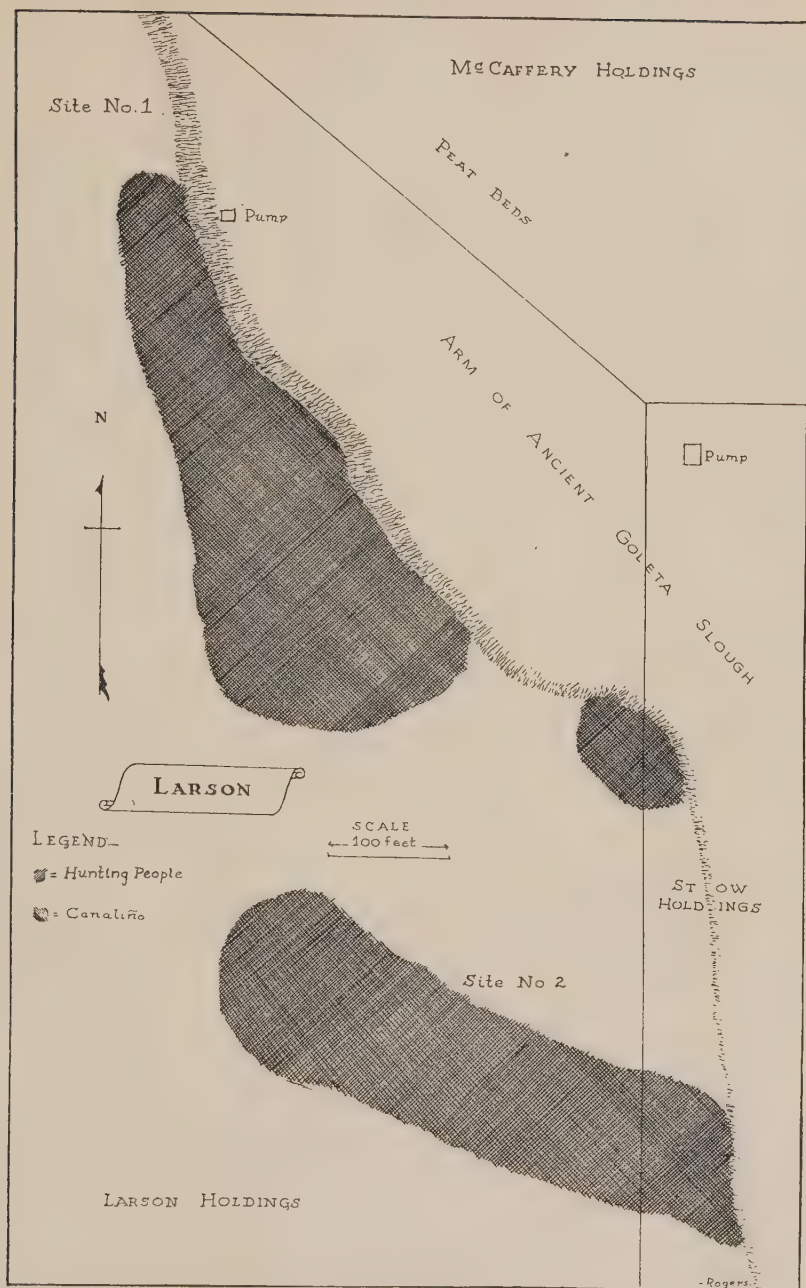 McCAFFERY HOLDINGS
Site No.1
PEAT BEDS
Pump
ARM OF ANCIENT GOLETA SLOUGH
N
Pump
LARSON
LEGEND—
= Hunting People
= Canaliño
SCALE
100 feet
STOW
HOLDINGS
Site No 2
LARSON HOLDINGS
-Rogers-